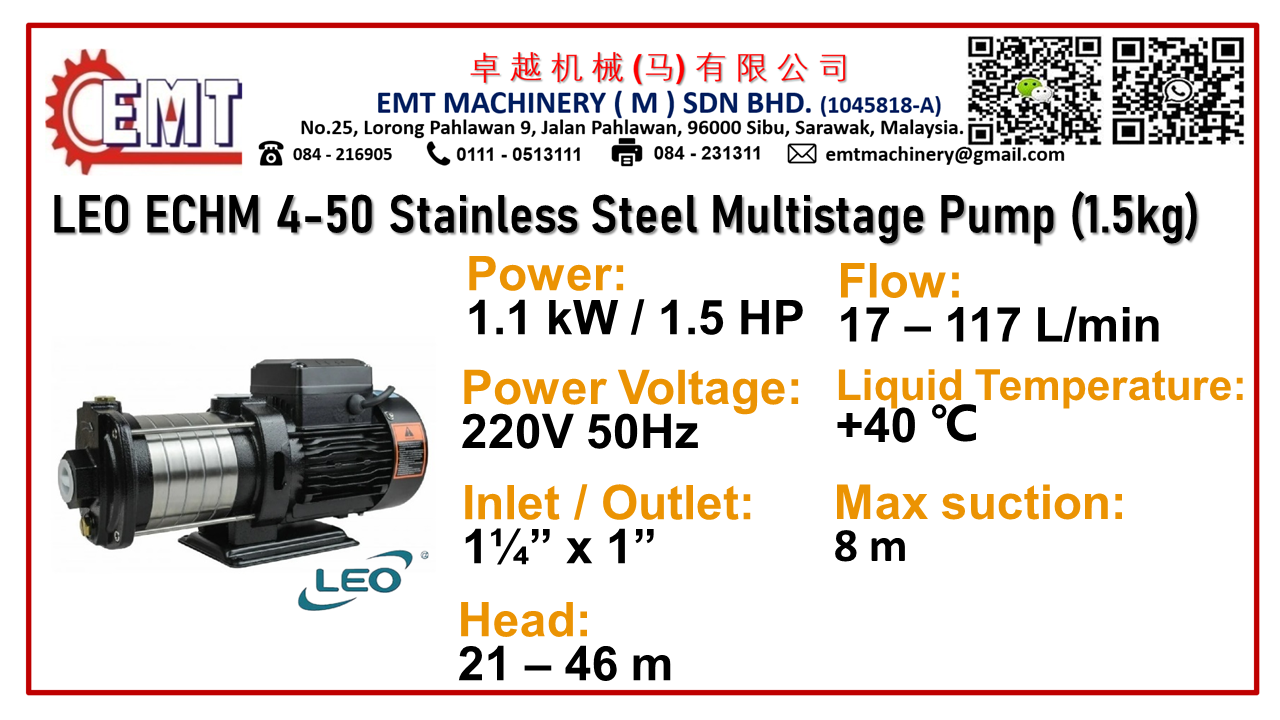 EMT
卓越机械(马)有限公司
EMT MACHINERY ( M ) SDN BHD. (1045818-A)
No.25, Lorong Pahlawan 9, Jalan Pahlawan, 96000 Sibu, Sarawak, Malaysia.
084 - 216905 0111 - 0513111 084 - 231311 emtmachinery@gmail.com
LEO ECHM 4-50 Stainless Steel Multistage Pump (1.5kg)
Power:
1.1 kW / 1.5 HP
Power Voltage:
220V 50Hz
Inlet / Outlet:
1¼” x 1”
Head:
21 – 46 m
Flow:
17 – 117 L/min
Liquid Temperature:
+40 ℃
Max suction:
8 m
LEO